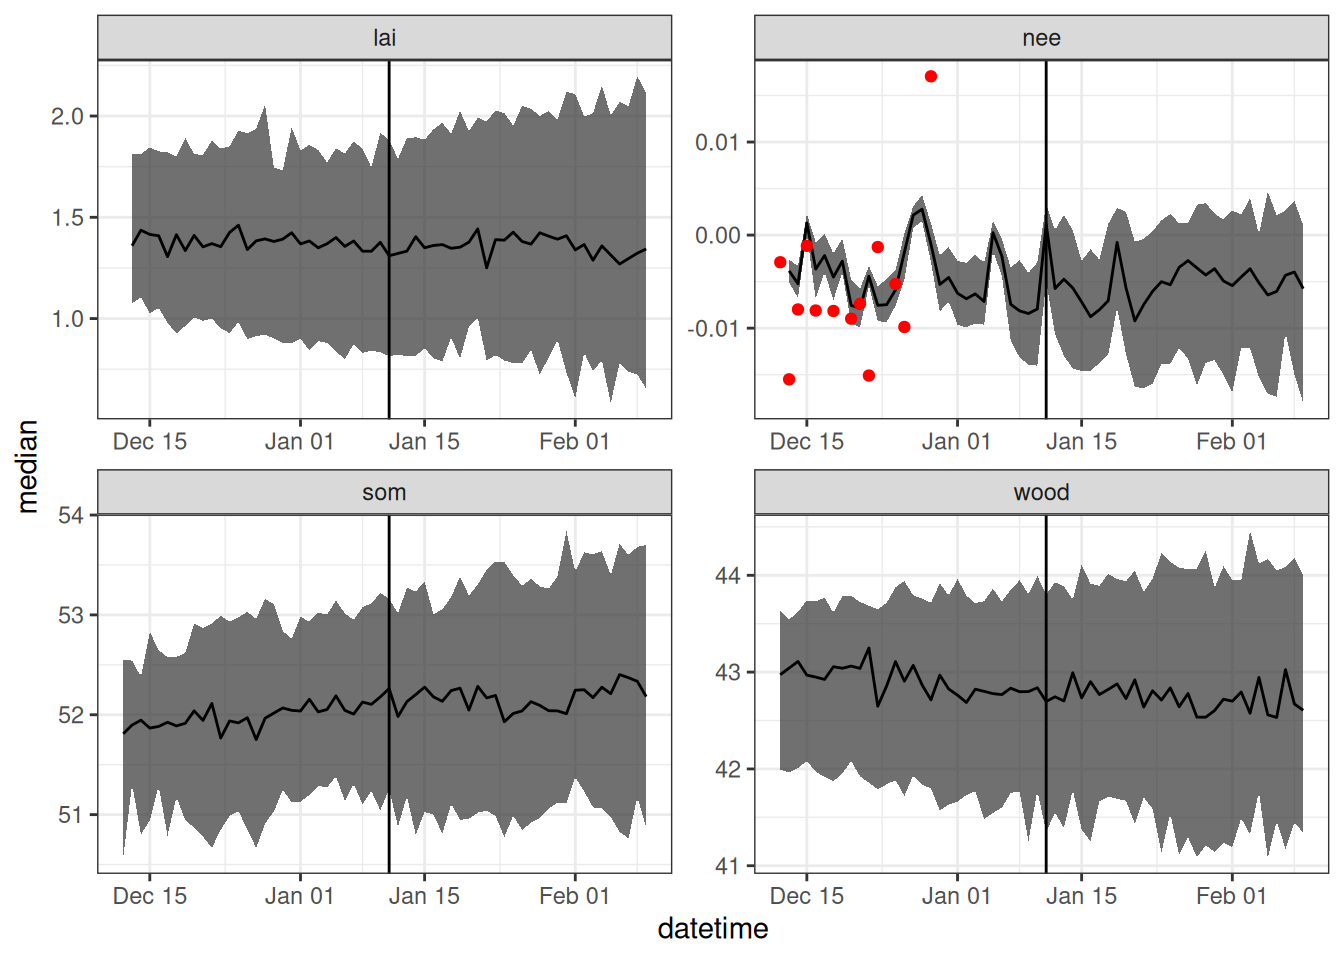 lai
nee
2.0
1.5
1.0
0.01
0.00
-0.01
Dec 15 Jan 01 Jan 15 Feb 01
Dec 15 Jan 01 Jan 15 Feb 01
median
som
wood
54
53
52
51
44
43
42
41
Dec 15 Jan 01 Jan 15 Feb 01
Dec 15 Jan 01 Jan 15 Feb 01
datetime